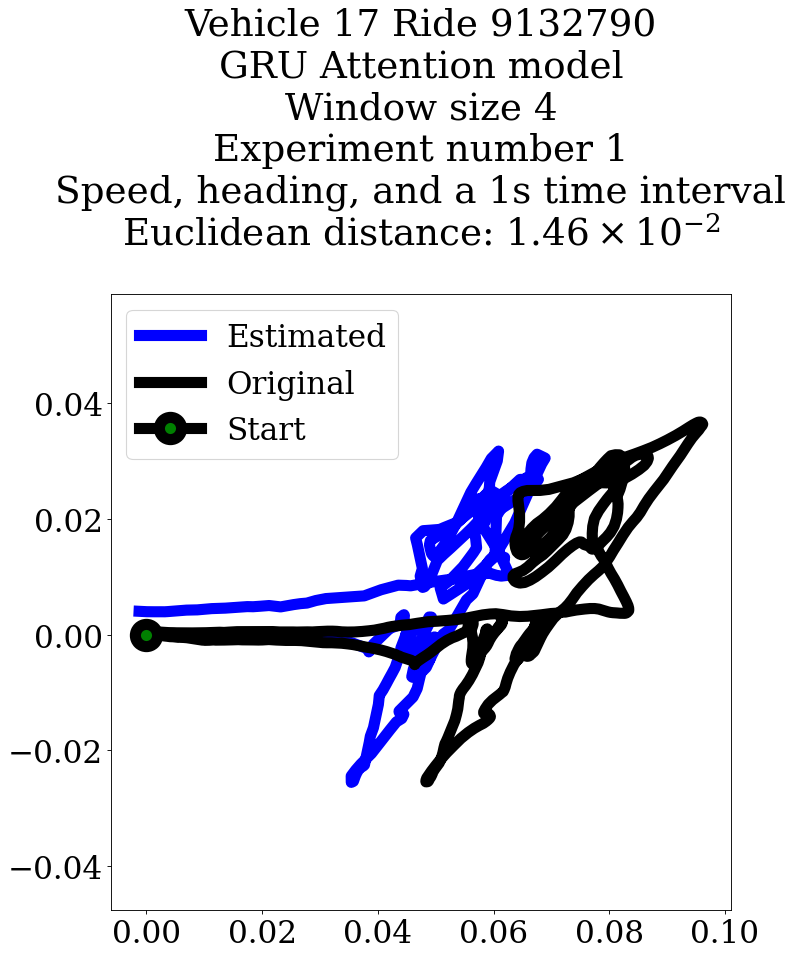 Vehicle 17 Ride 9132790
GRU Attention model
Window size 4
Experiment number 1
Speed, heading, and a 1s time interval
Euclidean distance: 1.46 × 10⁻²
Estimated
Original
Start
0.04
0.02
0.00
−0.02
−0.04
0.00 0.02 0.04 0.06 0.08 0.10